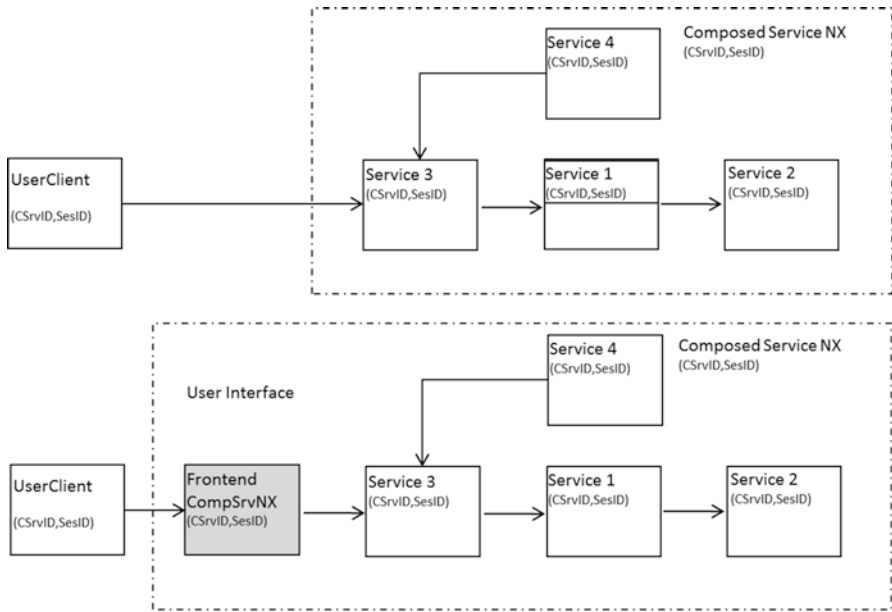 Service 4
(CSrvID,SesID)
Composed Service NX
(CSrvID,SesID)
UserClient
(CSrvID,SesID)
Service 3
(CSrvID,SesID)
Service 1
(CSrvID,SesID)
Service 2
(CSrvID,SesID)
Service 4
(CSrvID,SesID)
Composed Service NX
(CSrvID,SesID)
User Interface
UserClient
(CSrvID,SesID)
Frontend
CompSrvNX
(CSrvID,SesID)
Service 3
(CSrvID,SesID)
Service 1
(CSrvID,SesID)
Service 2
(CSrvID,SesID)